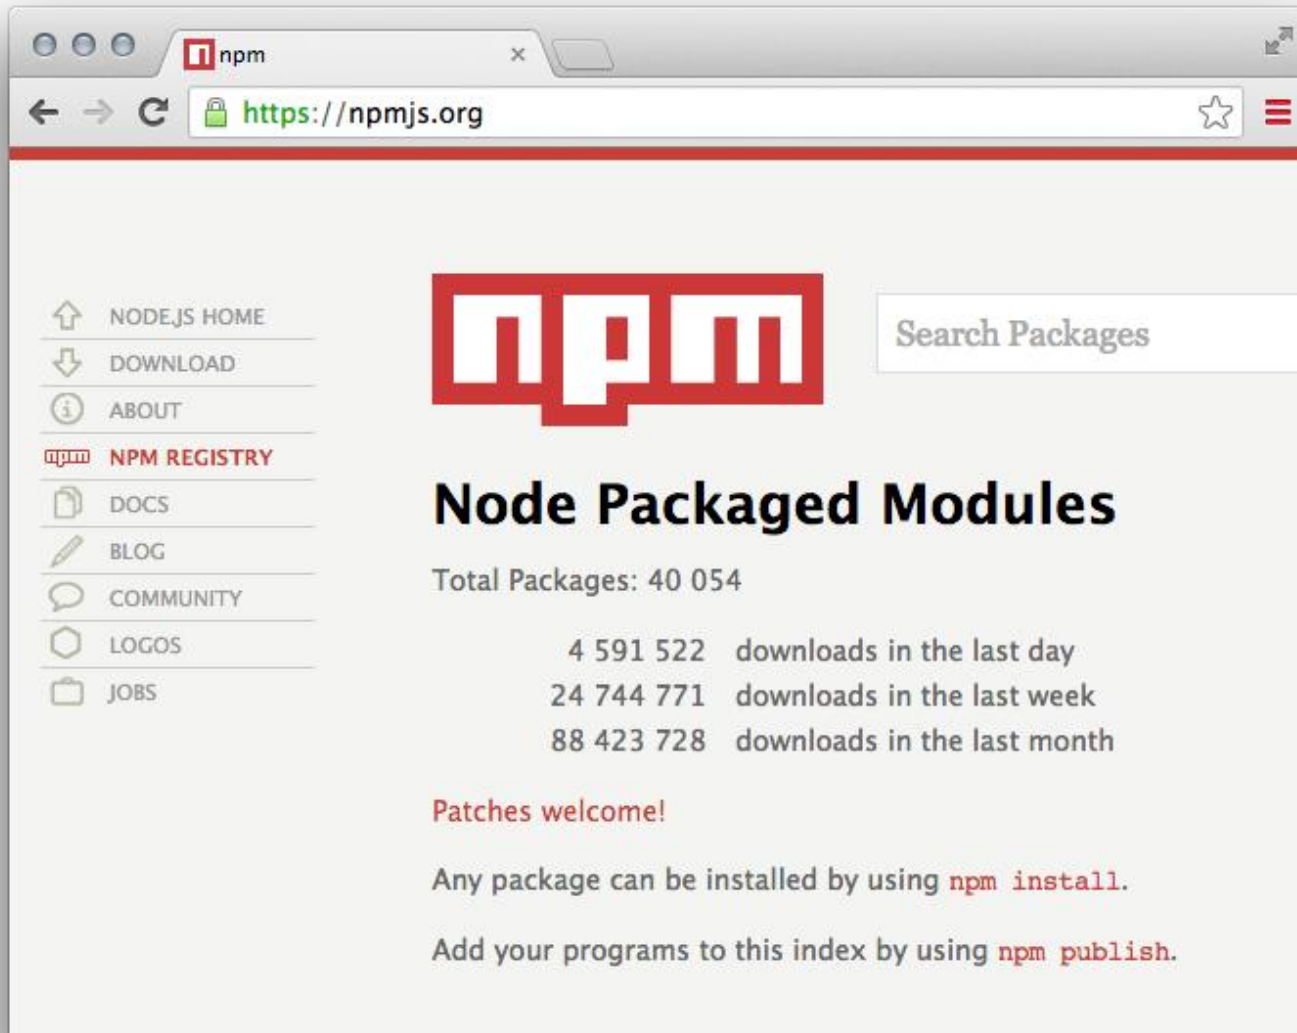 npm
https://npmjs.org
NODE.JS HOME
DOWNLOAD
ABOUT
npm NPM REGISTRY
DOCS
BLOG
COMMUNITY
LOGOS
JOBS
npm
Search Packages
Node Packaged Modules
Total Packages: 40 054
4 591 522 downloads in the last day
24 744 771 downloads in the last week
88 423 728 downloads in the last month
Patches welcome!
Any package can be installed by using npm install.
Add your programs to this index by using npm publish.